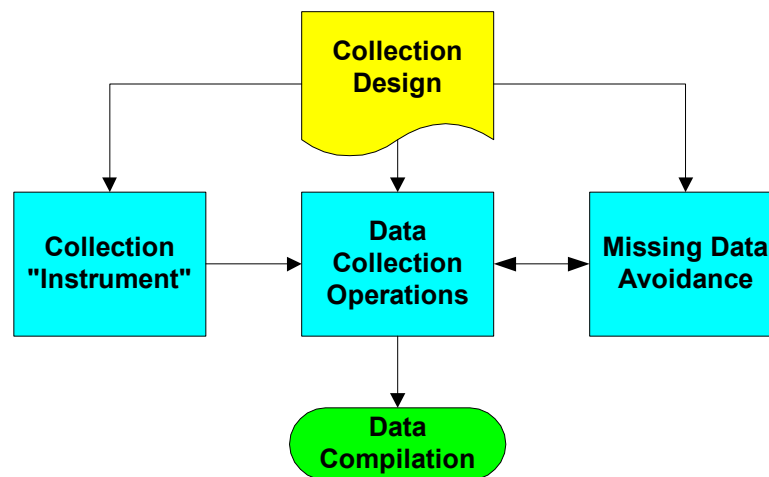 Collection
Design
Collection
"Instrument"
Data
Collection
Operations
Missing Data
Avoidance
Data
Compilation